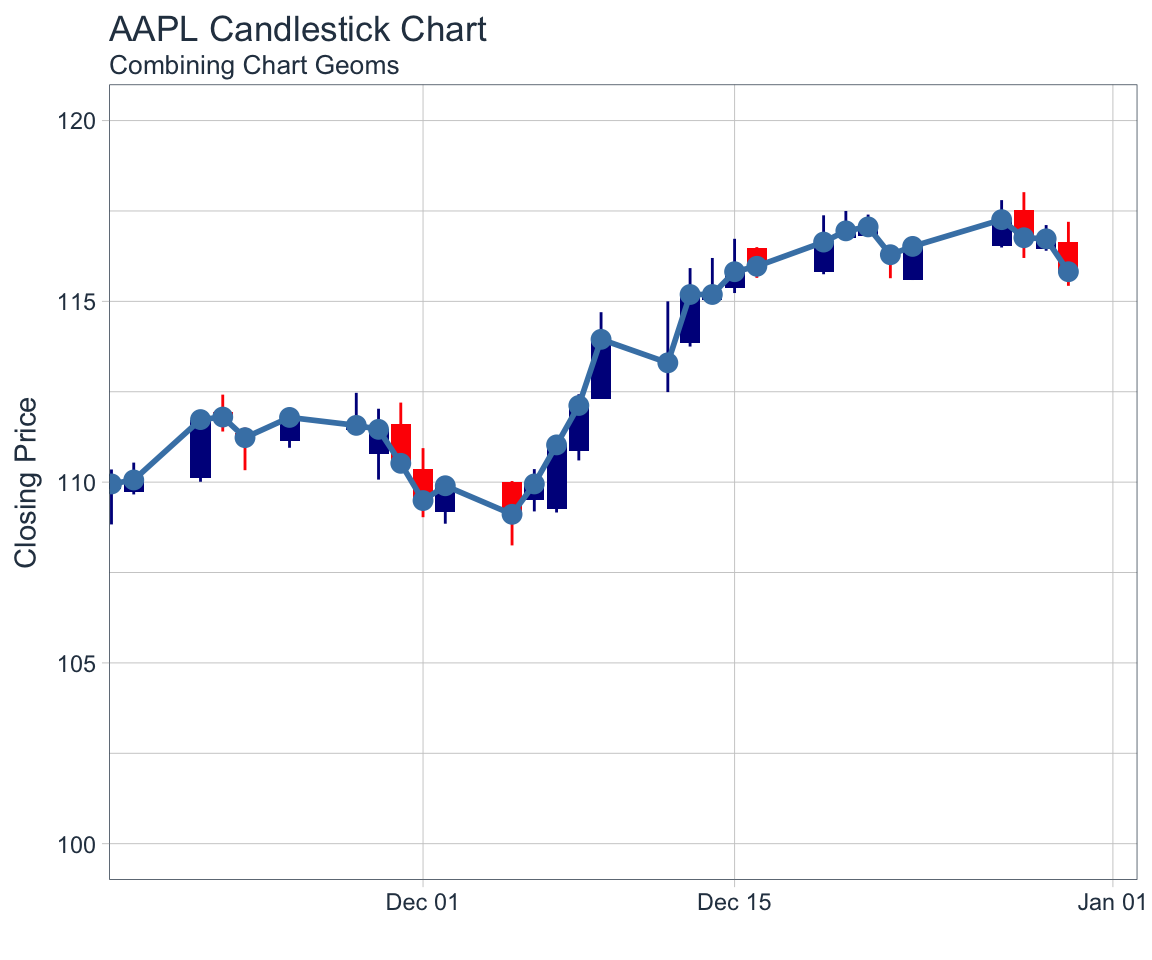 AAPL Candlestick Chart
Combining Chart Geoms
120
115
110
105
100
Closing Price
Dec 01
Dec 15
Jan 01